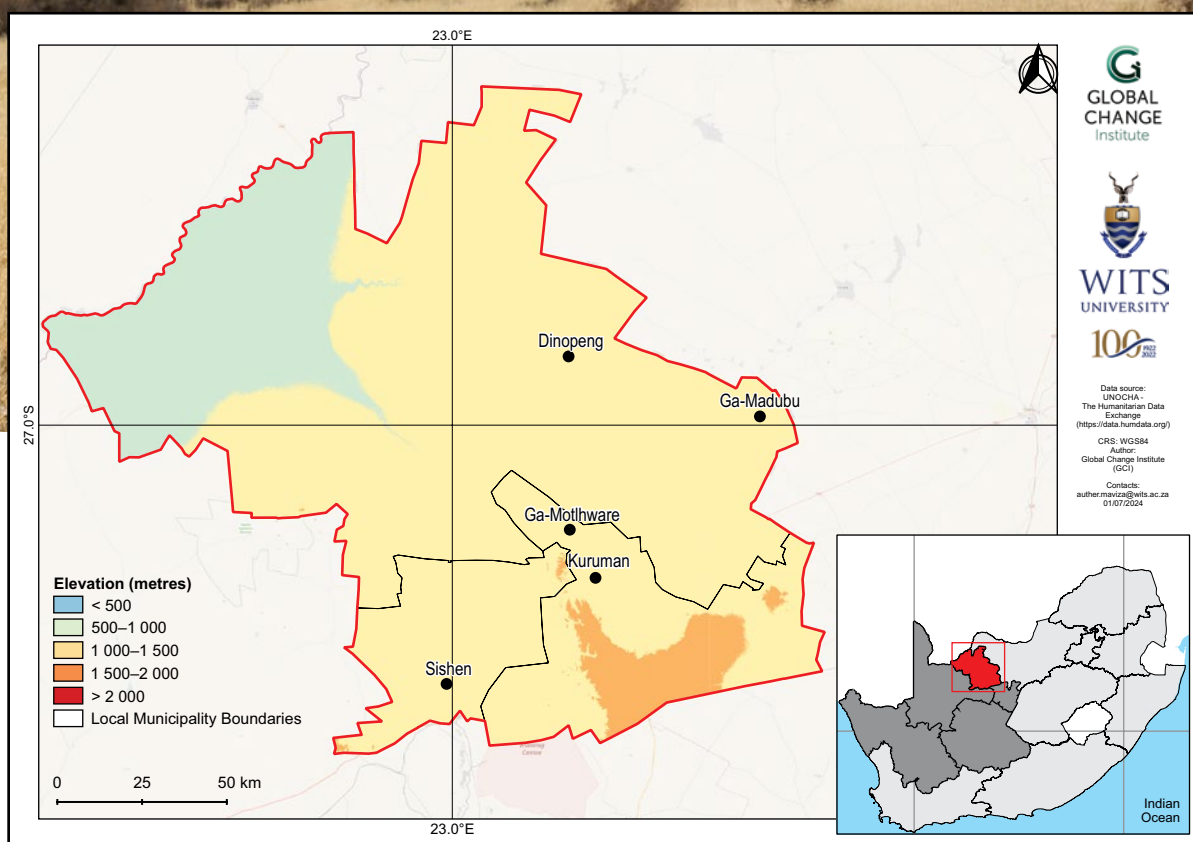 23.0°E
GLOBAL
CHANGE
Institute
WITS
UNIVERSITY
100 1922
2022
Data source:
UNOCHA -
The Humanitarian Data
Exchange
(https://data.humdata.org/)
CRS: WGS84
Author:
Global Change Institute
(GCI)
Contacts:
auther.maviza@wits.ac.za
01/07/2024
Dinopeng
Ga-Madubu
27.0°S
Ga-Motlhware
Kuruman
Sishen
Elevation (metres)
< 500
500–1 000
1 000–1 500
1 500–2 000
> 2 000
Local Municipality Boundaries
0 25 50 km
23.0°E
Indian
Ocean